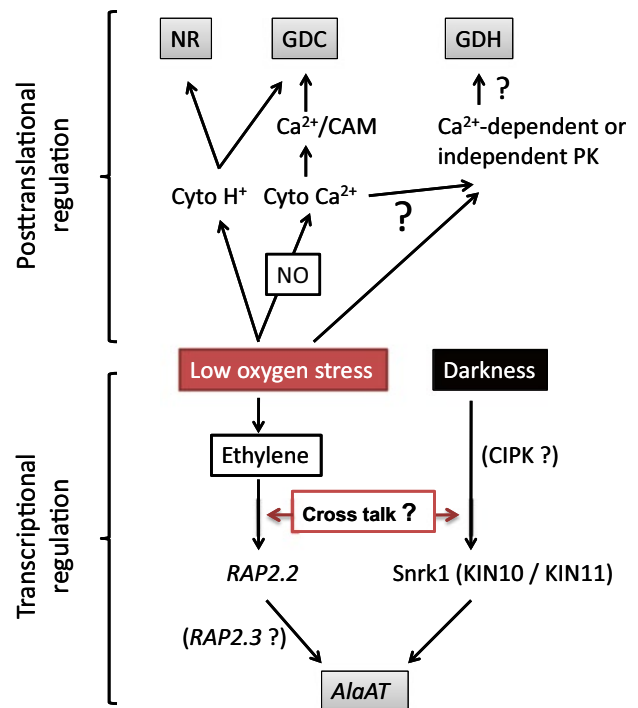 NR
GDC
GDH
?
Ca²⁺/CAM
Ca²⁺-dependent or
independent PK
Cyto H⁺
Cyto Ca²⁺
?
NO
Posttranslational
regulation
Low oxygen stress
Darkness
Ethylene
(CIPK ?)
Cross talk ?
RAP2.2
Snrk1 (KIN10 / KIN11)
(RAP2.3 ?)
AlaAT
Transcriptional
regulation